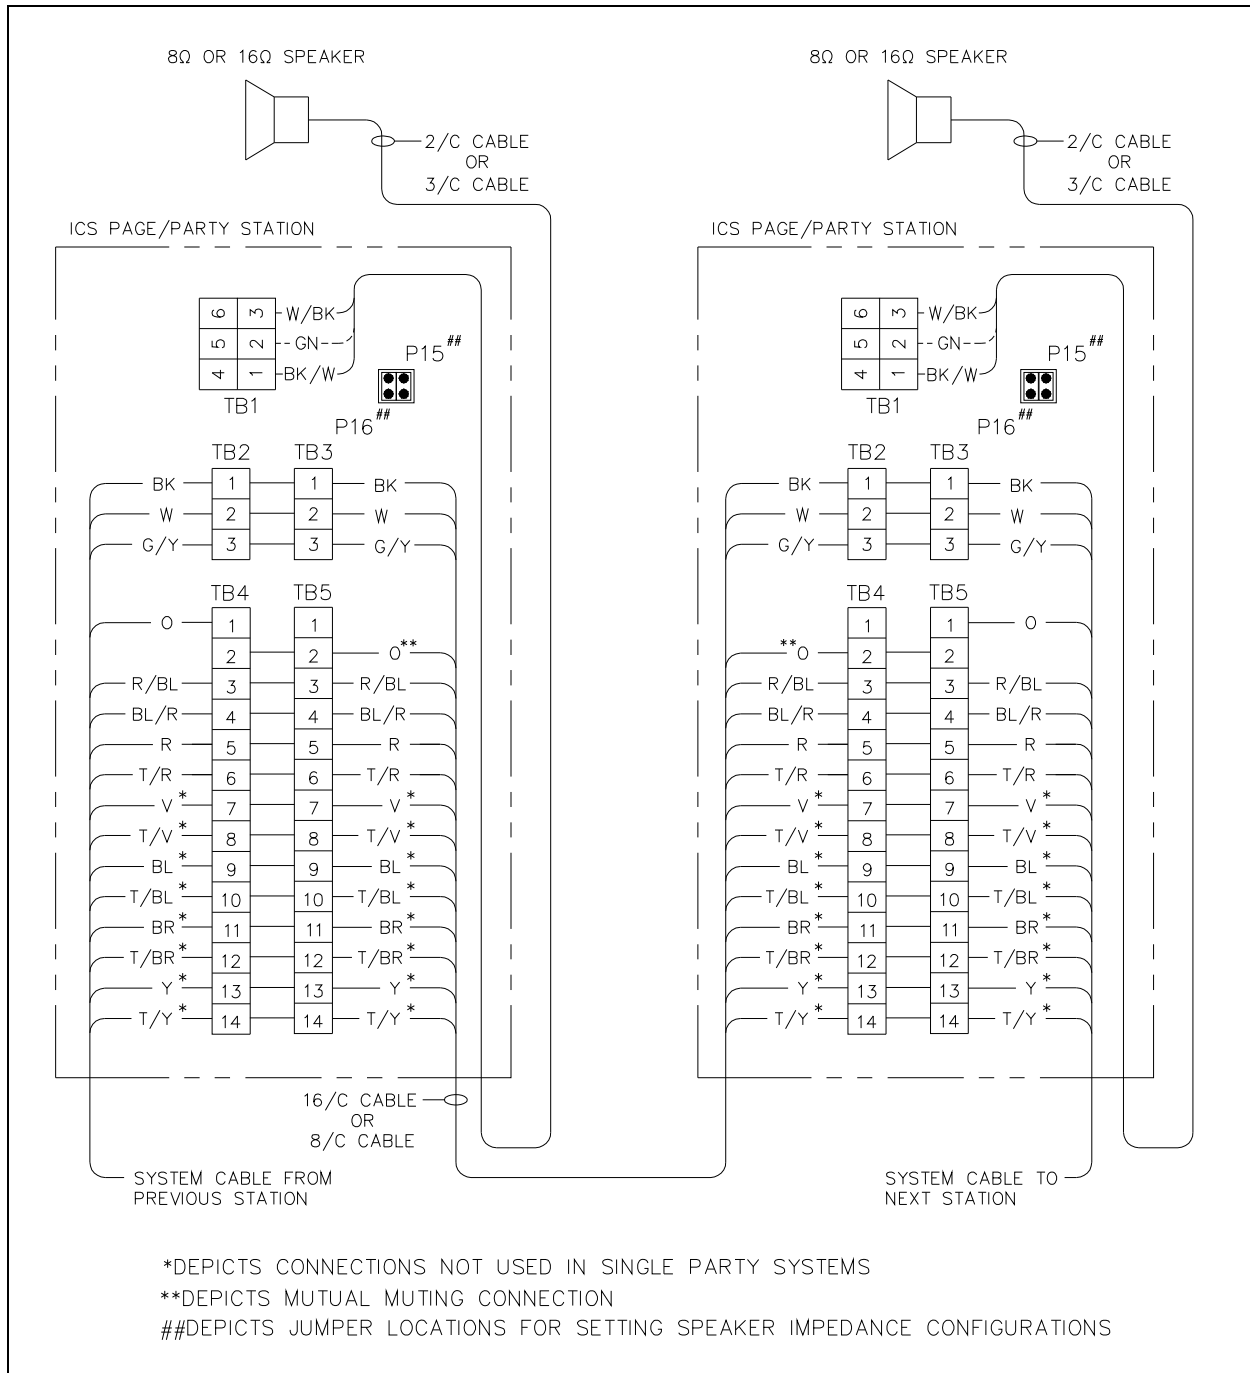 8Ω OR 16Ω SPEAKER
2/C CABLE
OR
3/C CABLE
ICS PAGE/PARTY STATION
6 3 W/BK
5 2 GN
4 1 BK/W
TB1
P15##
P16##
TB2 TB3
BK 1 1 BK
W 2 2 W
G/Y 3 3 G/Y
TB4 TB5
O 1 1
2 2 O**
R/BL 3 3 R/BL
BL/R 4 4 BL/R
R 5 5 R
T/R 6 6 T/R
V* 7 7 V*
T/V* 8 8 T/V*
BL* 9 9 BL*
T/BL* 10 10 T/BL*
BR* 11 11 BR*
T/BR* 12 12 T/BR*
Y* 13 13 Y*
T/Y* 14 14 T/Y*
16/C CABLE
OR
8/C CABLE
SYSTEM CABLE FROM
PREVIOUS STATION
8Ω OR 16Ω SPEAKER
2/C CABLE
OR
3/C CABLE
ICS PAGE/PARTY STATION
6 3 W/BK
5 2 GN
4 1 BK/W
TB1
P15##
P16##
TB2 TB3
BK 1 1 BK
W 2 2 W
G/Y 3 3 G/Y
TB4 TB5
1 1 O
**O 2 2
R/BL 3 3 R/BL
BL/R 4 4 BL/R
R 5 5 R
T/R 6 6 T/R
V* 7 7 V*
T/V* 8 8 T/V*
BL* 9 9 BL*
T/BL* 10 10 T/BL*
BR* 11 11 BR*
T/BR* 12 12 T/BR*
Y* 13 13 Y*
T/Y* 14 14 T/Y*
SYSTEM CABLE TO
NEXT STATION
*DEPICTS CONNECTIONS NOT USED IN SINGLE PARTY SYSTEMS
**DEPICTS MUTUAL MUTING CONNECTION
##DEPICTS JUMPER LOCATIONS FOR SETTING SPEAKER IMPEDANCE CONFIGURATIONS